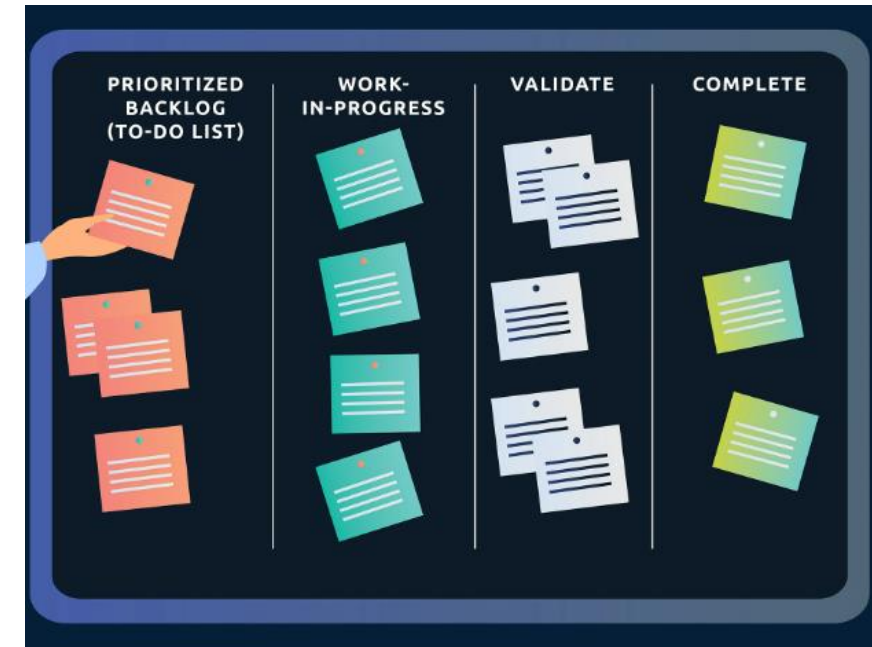 PRIORITIZED
BACKLOG
(TO-DO LIST)
WORK-
IN-PROGRESS
VALIDATE
COMPLETE